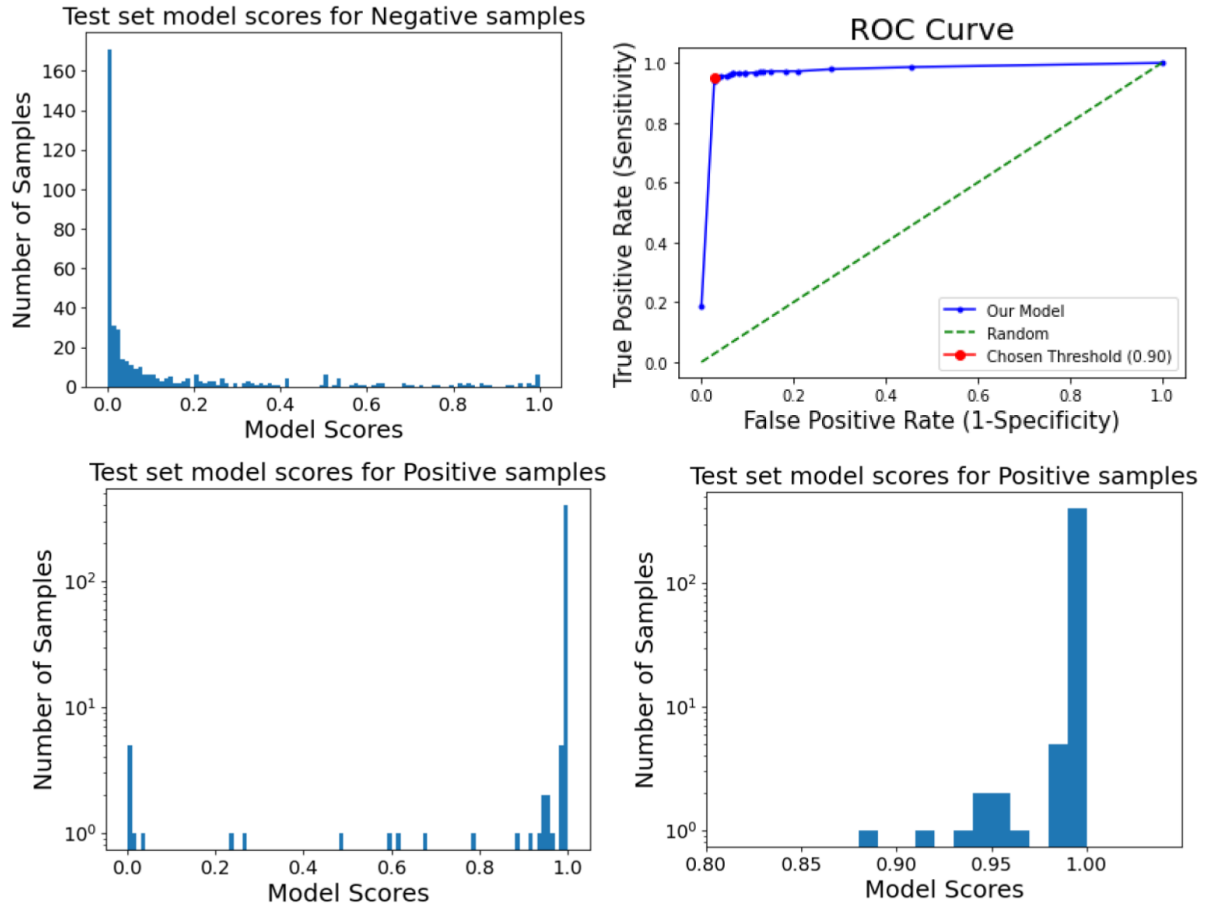 Test set model scores for Negative samples
Number of Samples
160
140
120
100
80
60
40
20
0
0.0 0.2 0.4 0.6 0.8 1.0
Model Scores
ROC Curve
True Positive Rate (Sensitivity)
1.0
0.8
0.6
0.4
0.2
0.0
Our Model
Random
Chosen Threshold (0.90)
0.0 0.2 0.4 0.6 0.8 1.0
False Positive Rate (1-Specificity)
Test set model scores for Positive samples
Number of Samples
10²
10¹
10⁰
0.0 0.2 0.4 0.6 0.8 1.0
Model Scores
Test set model scores for Positive samples
Number of Samples
10²
10¹
10⁰
0.80 0.85 0.90 0.95 1.00
Model Scores